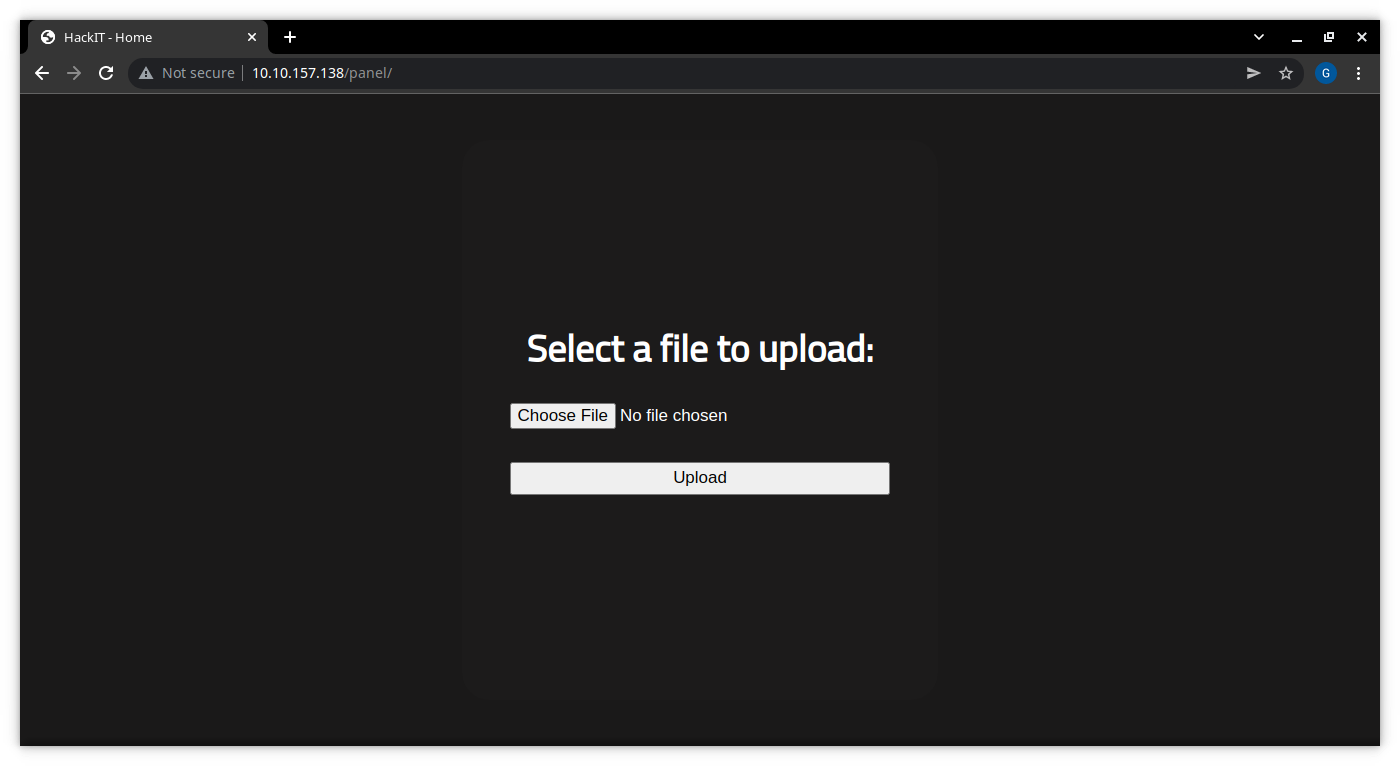 HackIT - Home
Not secure 10.10.157.138/panel/ G
Select a file to upload:
Choose File No file chosen
Upload